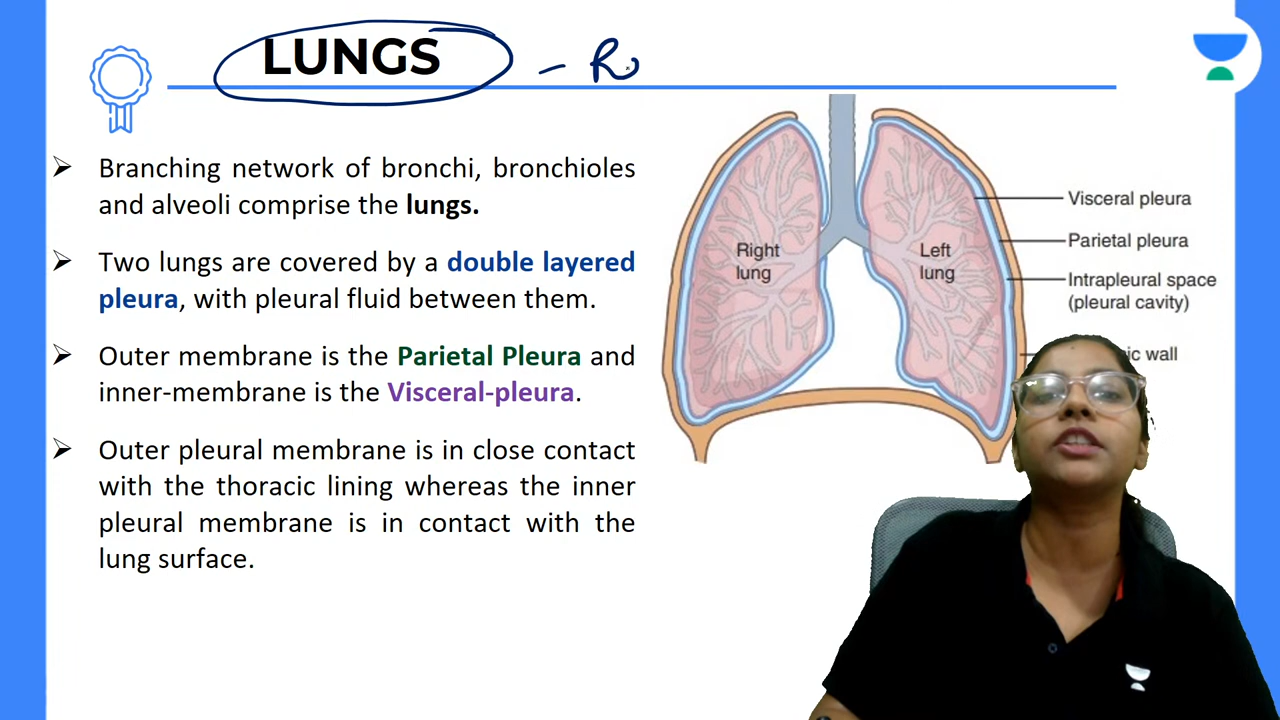 LUNGS
Branching network of bronchi, bronchioles
and alveoli comprise the lungs.
Two lungs are covered by a double layered
pleura, with pleural fluid between them.
Outer membrane is the Parietal Pleura and
inner-membrane is the Visceral-pleura.
Outer pleural membrane is in close contact
with the thoracic lining whereas the inner
pleural membrane is in contact with the
lung surface.
Right
lung
Left
lung
Visceral pleura
Parietal pleura
Intrapleural space
(pleural cavity)
wall